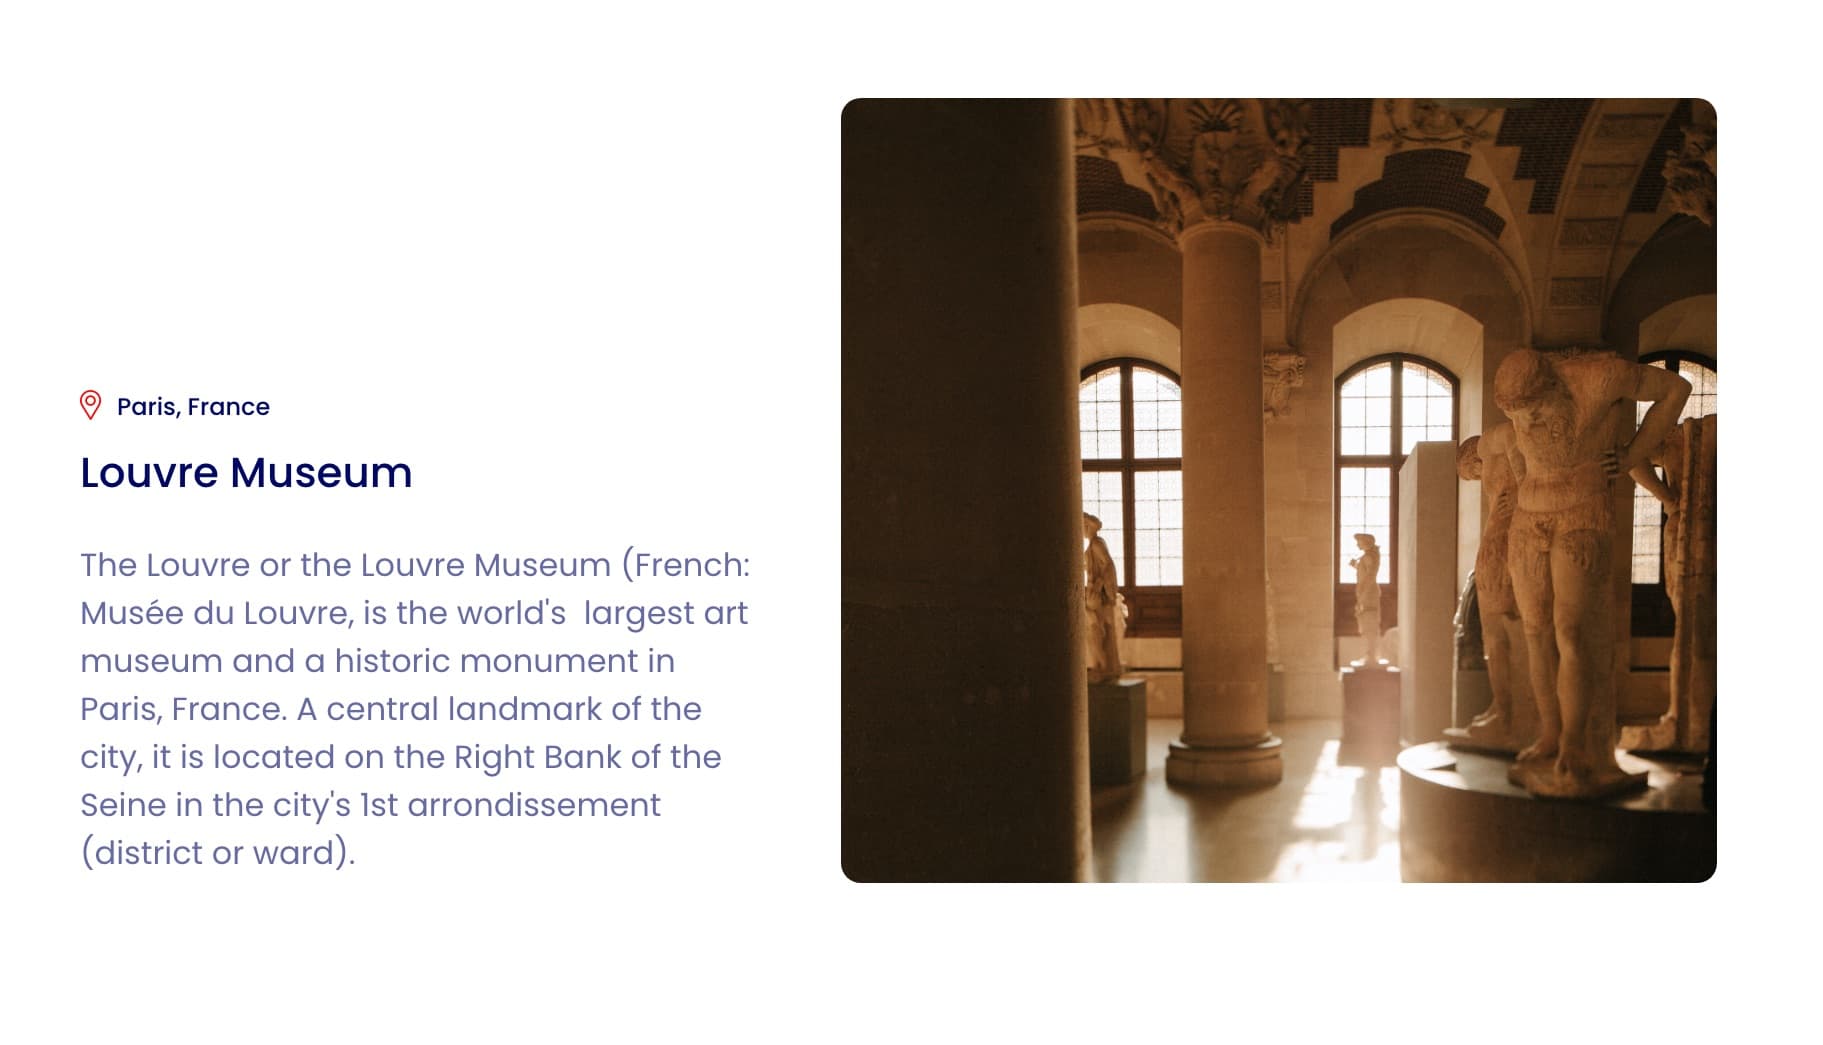 Paris, France
Louvre Museum
The Louvre or the Louvre Museum (French:
Musée du Louvre, is the world's  largest art
museum and a historic monument in
Paris, France. A central landmark of the
city, it is located on the Right Bank of the
Seine in the city's 1st arrondissement
(district or ward).